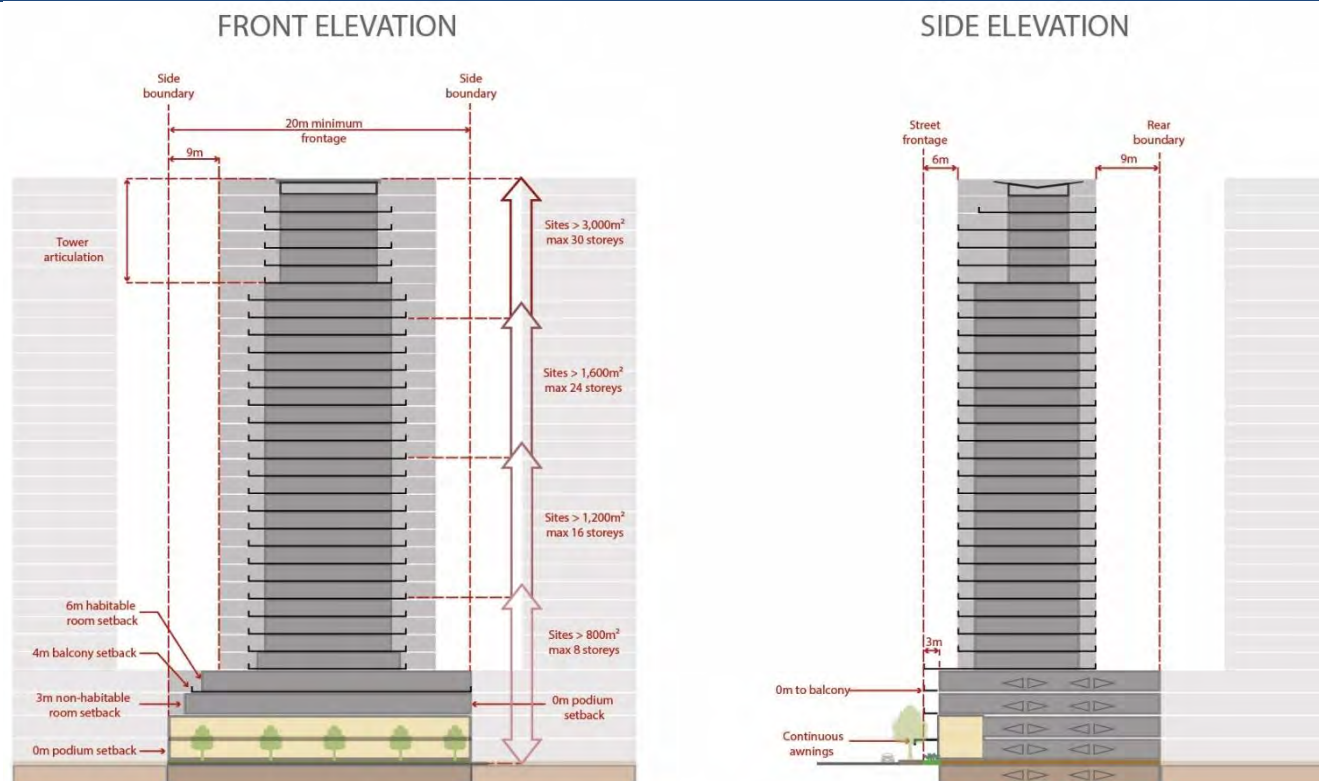 FRONT ELEVATION
Side
boundary
Side
boundary
20m minimum
frontage
9m
Tower
articulation
Sites > 3,000m²
max 30 storeys
Sites > 1,600m²
max 24 storeys
Sites > 1,200m²
max 16 storeys
Sites > 800m²
max 8 storeys
6m habitable
room setback
4m balcony setback
3m non-habitable
room setback
0m podium setback
0m podium
setback
SIDE ELEVATION
Street
frontage
Rear
boundary
6m
9m
3m
0m to balcony
Continuous
awnings